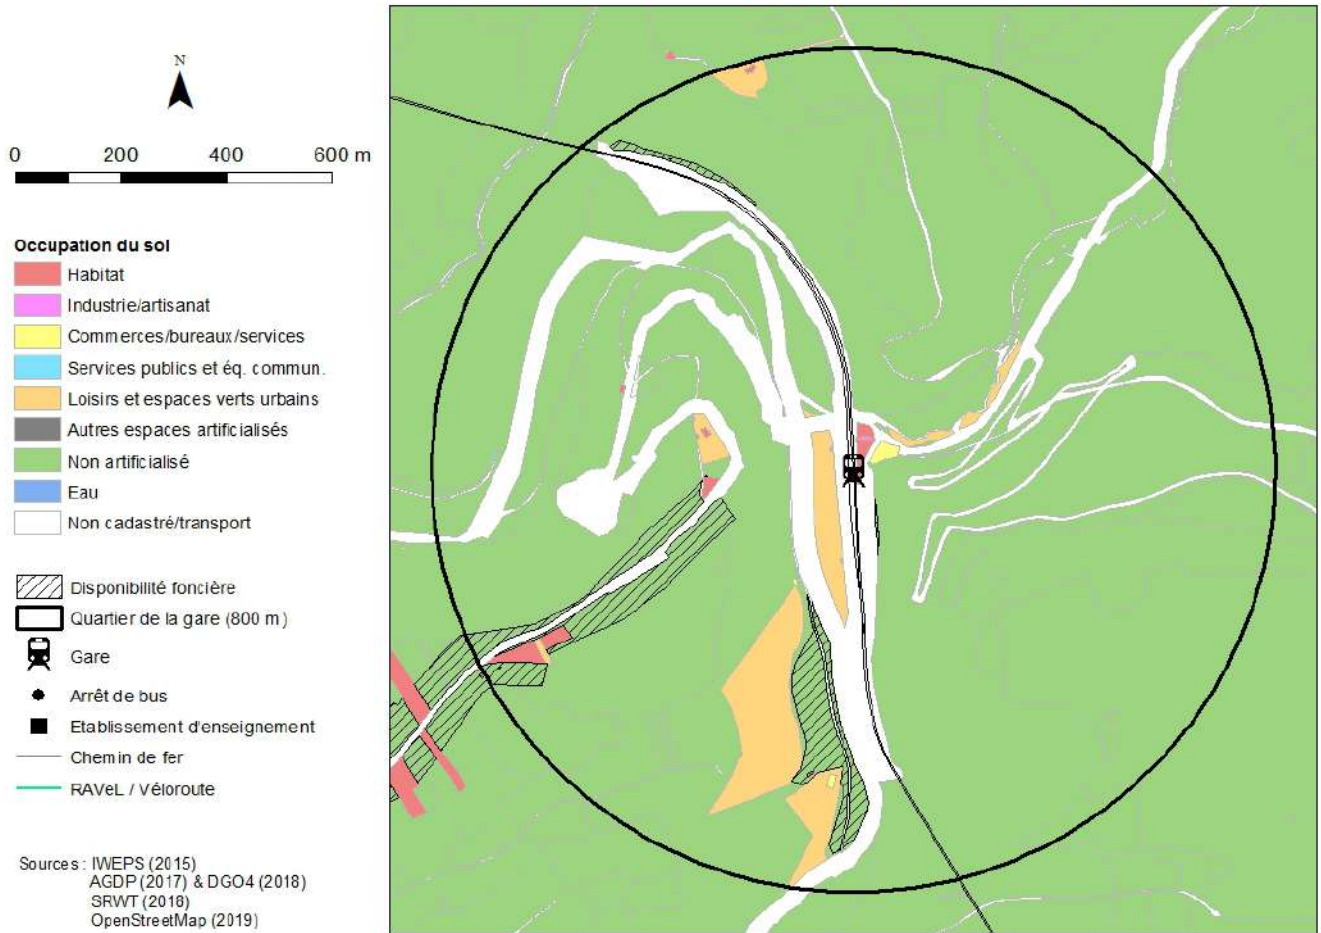 N
0 200 400 600 m
Occupation du sol
Habitat
Industrie/artisanat
Commerces/bureaux/services
Services publics et éq. commun.
Loisirs et espaces verts urbains
Autres espaces artificialisés
Non artificialisé
Eau
Non cadastré/transport
Disponibilité foncière
Quartier de la gare (800 m)
Gare
Arrêt de bus
Etablissement d'enseignement
Chemin de fer
RAVeL / Véloroute
Sources : IWEPS (2015)
AGDP (2017) & DGO4 (2018)
SRWT (2018)
OpenStreetMap (2019)